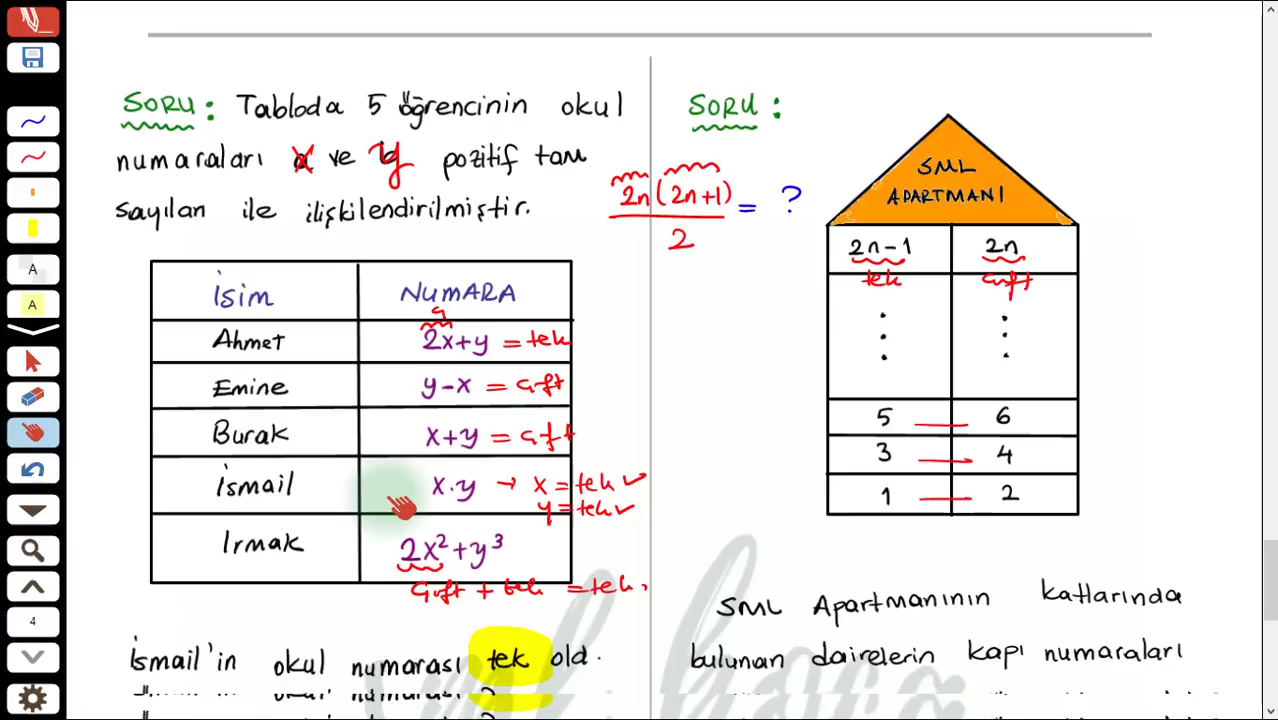 SORU : Tabloda 5 öğrencinin okul
numaraları x ve y pozitif tam
sayıları ile ilişkilendirilmiştir.
İsim NUMARA
Ahmet 2x+y = tek
ç
Emine y-x = çift
Burak x+y = çift
İsmail x.y → x = tek ✓
y = tek ✓
Irmak 2x²+y³
çift + tek = tek
İsmail'in okul numarası tek old.
SORU :
2n(2n+1)
2
= ?
SML
APARTMANI
2n-1 2n
tek çift
5 6
3 4
1 2
SML Apartmanının katlarında
bulunan dairelerin kapı numaraları
A
A
4